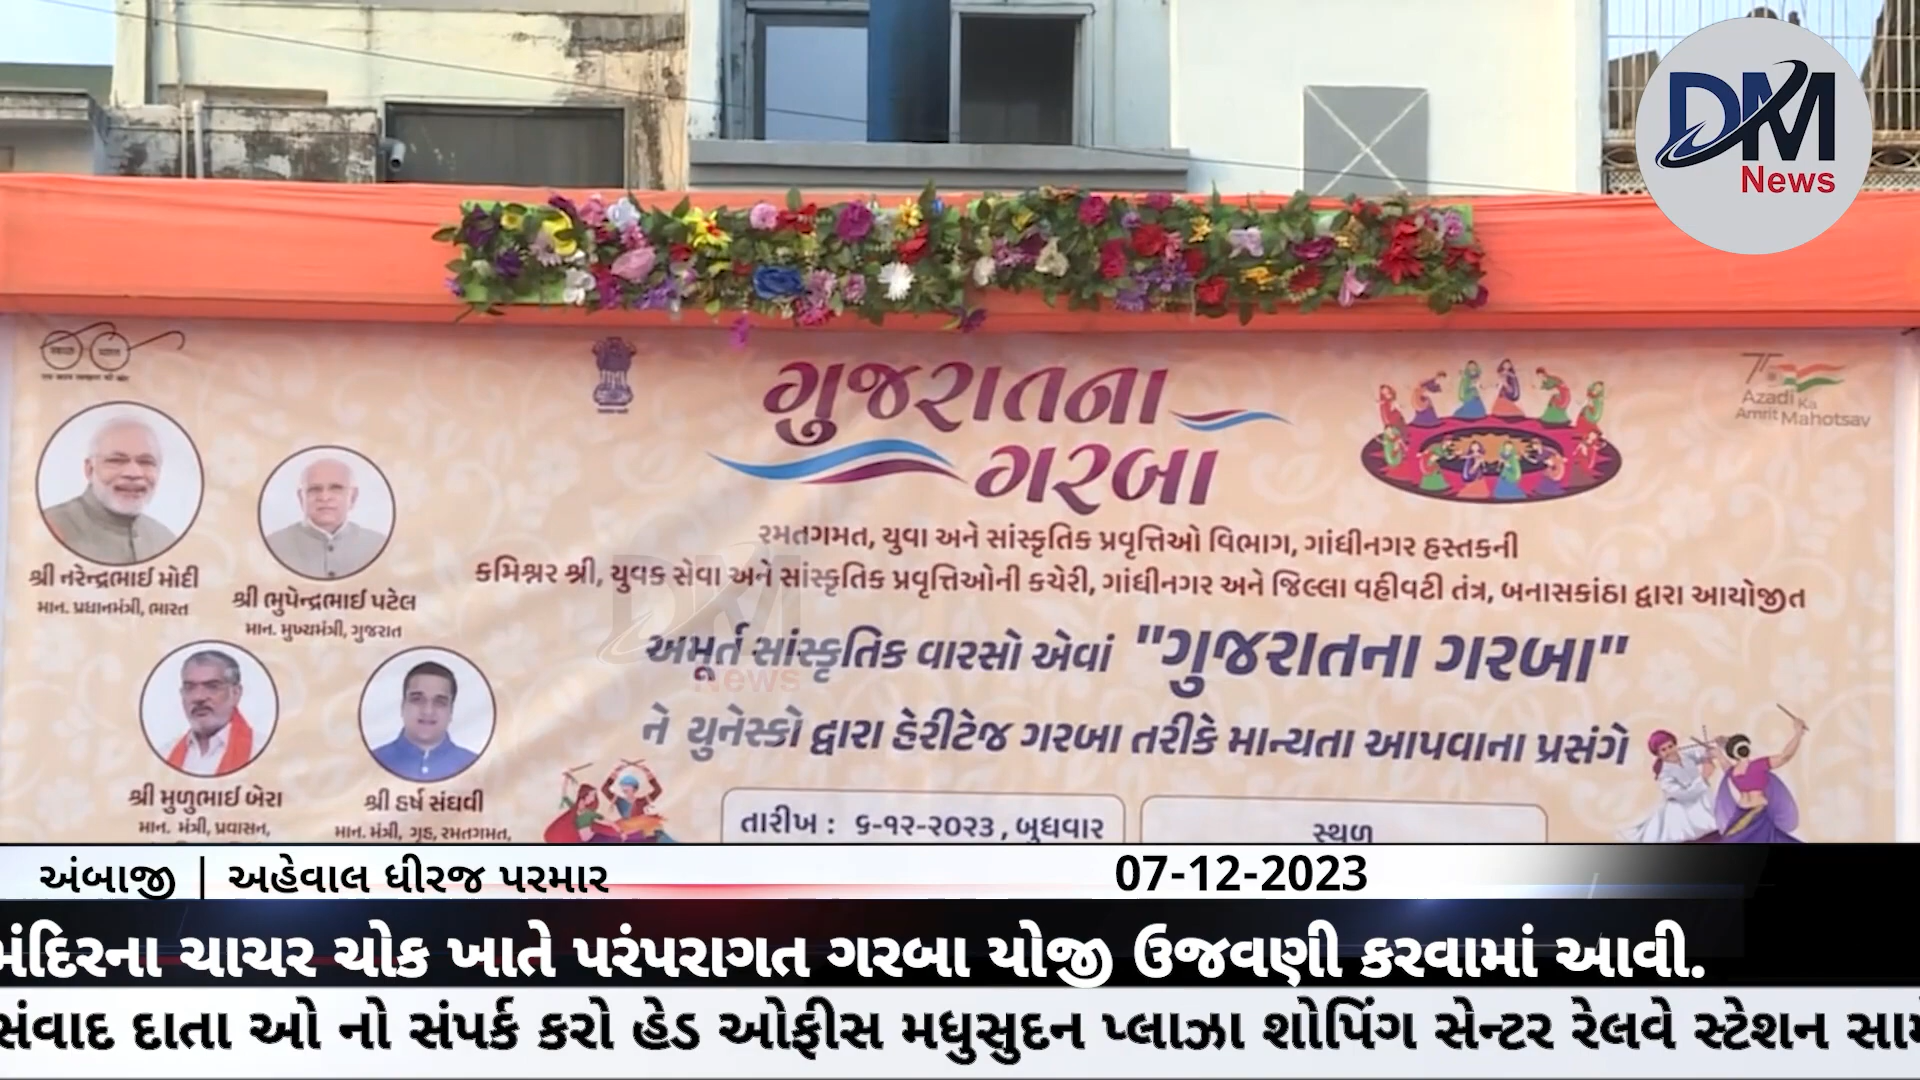 DM
News
ગુજરાતના
ગરબા
75
Azadi Ka
Amrit Mahotsav
રમતગમત, યુવા અને સાંસ્કૃતિક પ્રવૃત્તિઓ વિભાગ, ગાંધીનગર હસ્તકની
કમિશ્નર શ્રી, યુવક સેવા અને સાંસ્કૃતિક પ્રવૃત્તિઓની કચેરી, ગાંધીનગર અને જિલ્લા વહીવટી તંત્ર, બનાસકાંઠા દ્વારા આયોજીત
અમૂર્ત સાંસ્કૃતિક વારસો એવાં "ગુજરાતના ગરબા"
ને યુનેસ્કો દ્વારા હેરીટેજ ગરબા તરીકે માન્યતા આપવાના પ્રસંગે
શ્રી નરેન્દ્રભાઈ મોદી
માન. પ્રધાનમંત્રી, ભારત
શ્રી ભુપેન્દ્રભાઈ પટેલ
માન. મુખ્યમંત્રી, ગુજરાત
શ્રી મુળુભાઈ બેરા
માન. મંત્રી, પ્રવાસન,
શ્રી હર્ષ સંઘવી
માન. મંત્રી, ગૃહ, રમતગમત,
તારીખ : ૬-૧૨-૨૦૨૩, બુધવાર
સ્થળ
DM
News
અંબાજી | અહેવાલ ધીરજ પરમાર
07-12-2023
મંદિરના ચાચર ચોક ખાતે પરંપરાગત ગરબા યોજી ઉજવણી કરવામાં આવી.
સંવાદ દાતા ઓ નો સંપર્ક કરો હેડ ઓફીસ મધુસુદન પ્લાઝા શોપિંગ સેન્ટર રેલવે સ્ટેશન